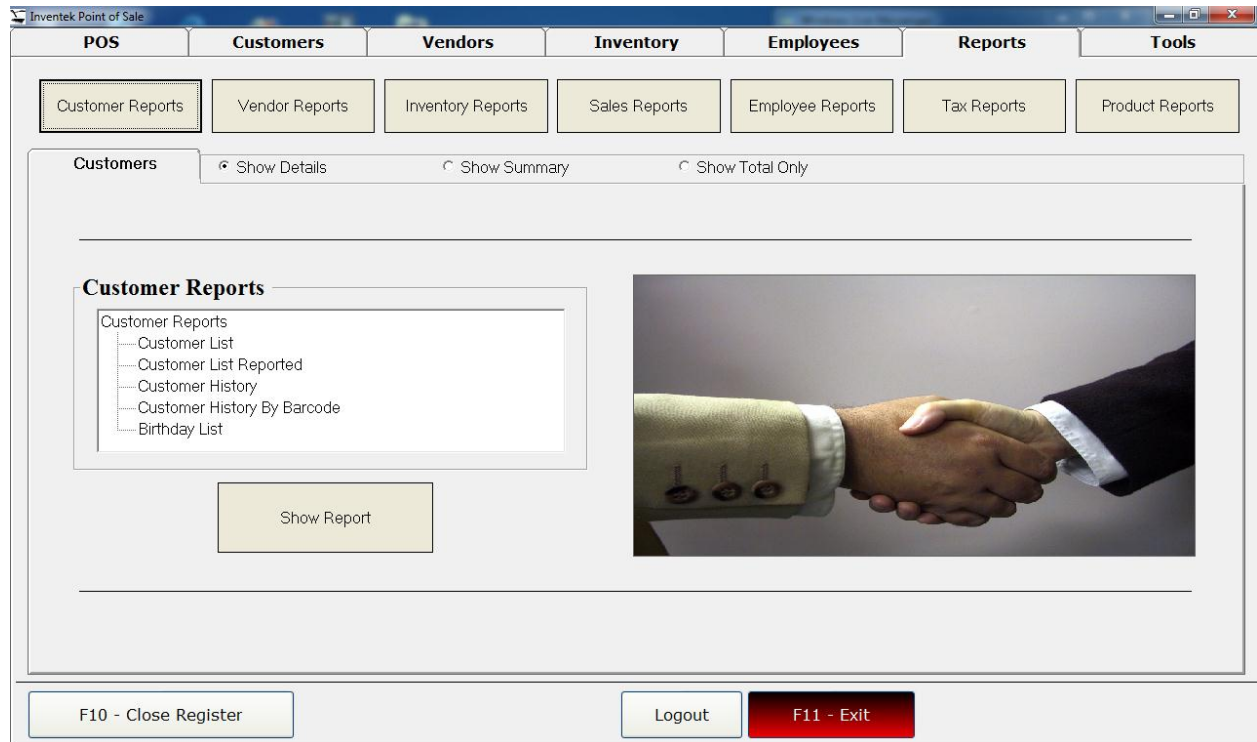 Inventek Point of Sale
POS Customers Vendors Inventory Employees Reports Tools
Customer Reports Vendor Reports Inventory Reports Sales Reports Employee Reports Tax Reports Product Reports
Customers Show Details Show Summary Show Total Only
Customer Reports
Customer Reports
Customer List
Customer List Reported
Customer History
Customer History By Barcode
Birthday List
Show Report
F10 - Close Register Logout F11 - Exit